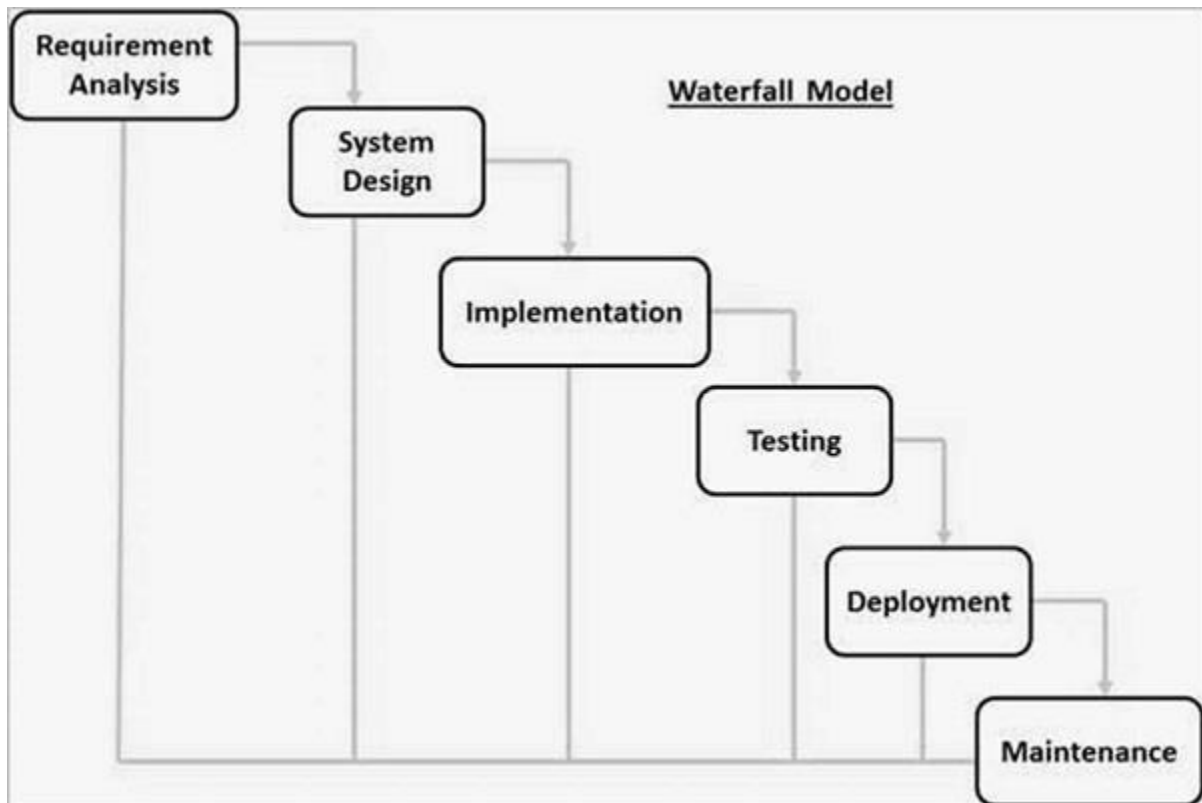 Requirement
Analysis
Waterfall Model
System
Design
Implementation
Testing
Deployment
Maintenance